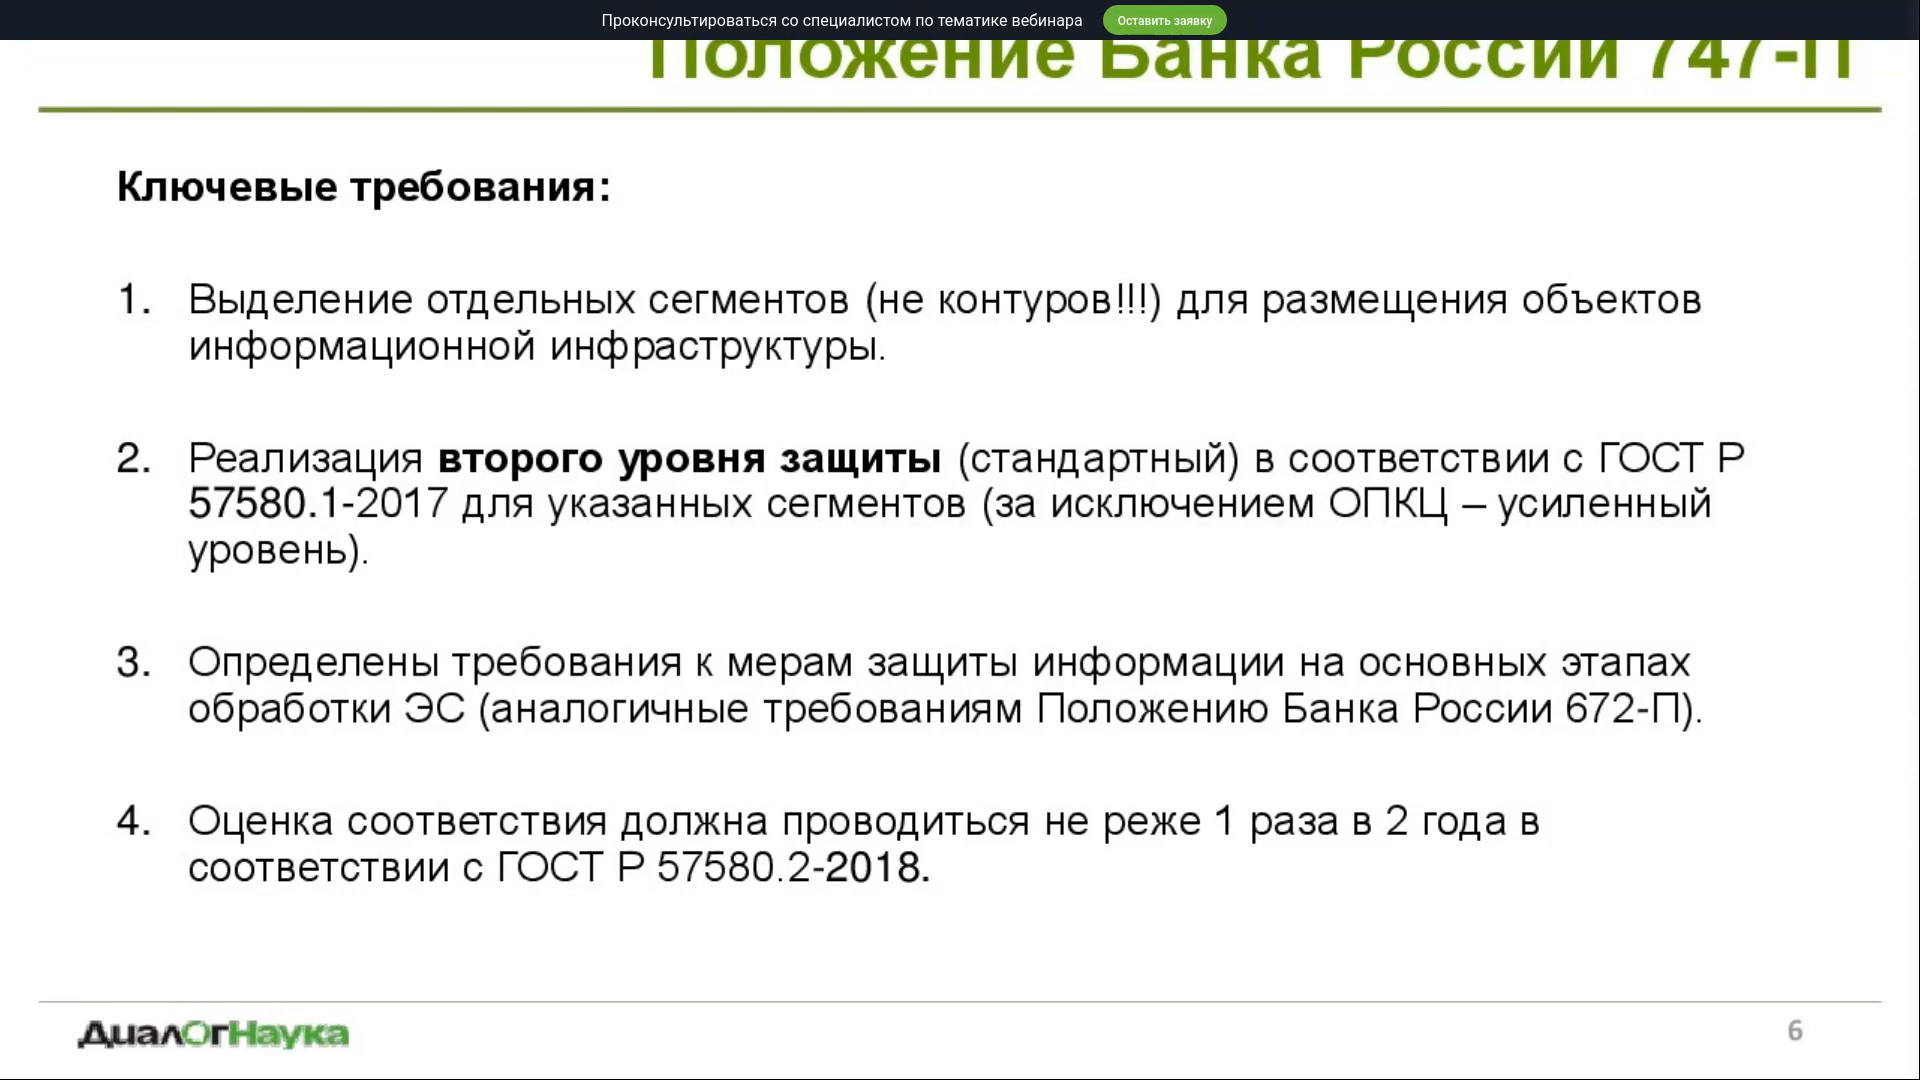 Проконсультироваться со специалистом по тематике вебинара
Оставить заявку
Положение Банка России 747-П
Ключевые требования:
1. Выделение отдельных сегментов (не контуров!!!) для размещения объектов
информационной инфраструктуры.
2. Реализация второго уровня защиты (стандартный) в соответствии с ГОСТ Р
57580.1-2017 для указанных сегментов (за исключением ОПКЦ – усиленный
уровень).
3. Определены требования к мерам защиты информации на основных этапах
обработки ЭС (аналогичные требованиям Положению Банка России 672-П).
4. Оценка соответствия должна проводиться не реже 1 раза в 2 года в
соответствии с ГОСТ Р 57580.2-2018.
ДиалОгНаука
6